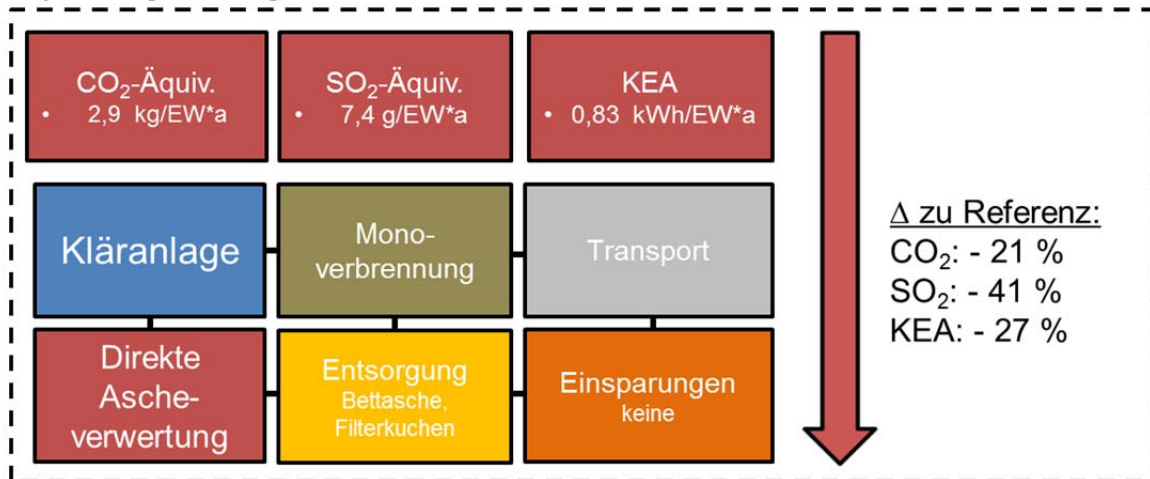 CO₂-Äquiv.
• 2,9 kg/EW*a
SO₂-Äquiv.
• 7,4 g/EW*a
KEA
• 0,83 kWh/EW*a
Kläranlage
Mono-
verbrennung
Transport
Direkte
Asche-
verwertung
Entsorgung
Bettasche,
Filterkuchen
Einsparungen
keine
Δ zu Referenz:
CO₂: - 21 %
SO₂: - 41 %
KEA: - 27 %